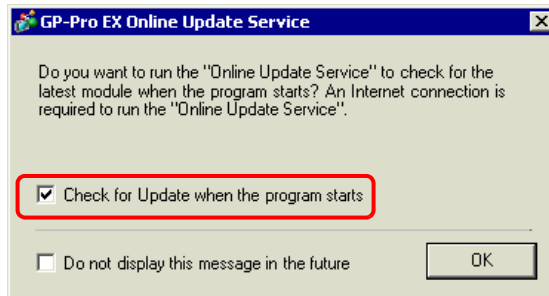 GP-Pro EX Online Update Service
Do you want to run the "Online Update Service" to check for the
latest module when the program starts? An Internet connection is
required to run the "Online Update Service".
Check for Update when the program starts
Do not display this message in the future
OK